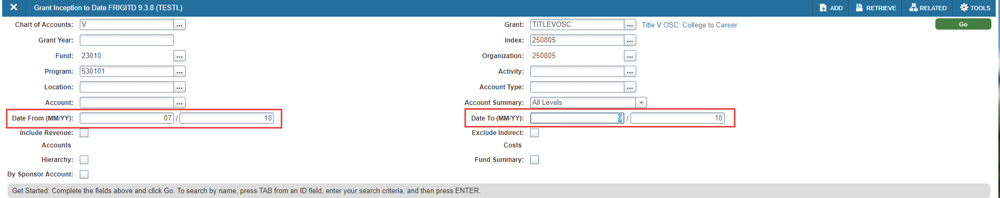 ✕ Grant Inception to Date FRIGITD 9.3.8 (TESTL) ADD RETRIEVE RELATED TOOLS
Chart of Accounts: V ... Grant: TITLEVOSC ... Title V OSC: College to Career Go
Grant Year: Index: 250805 ...
Fund: 23010 ... Organization: 250805 ...
Program: 530101 ... Activity: ...
Location: ... Account Type: ...
Account: ... Account Summary: All Levels
Date From (MM/YY): 07 / 18 Date To (MM/YY): 9 / 18
Include Revenue: Exclude Indirect:
Accounts Costs
Hierarchy: Fund Summary:
By Sponsor Account:
Get Started: Complete the fields above and click Go. To search by name, press TAB from an ID field, enter your search criteria, and then press ENTER.